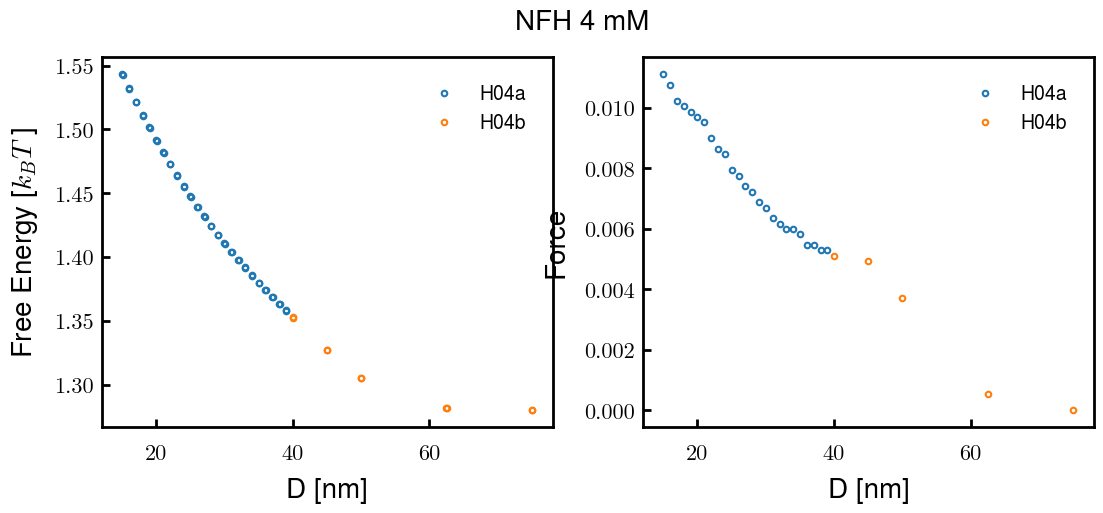 NFH 4 mM
Free Energy [$k_BT$]
1.55
1.50
1.45
1.40
1.35
1.30
H04a
H04b
20
40
60
D [nm]
Force
0.010
0.008
0.006
0.004
0.002
0.000
H04a
H04b
20
40
60
D [nm]